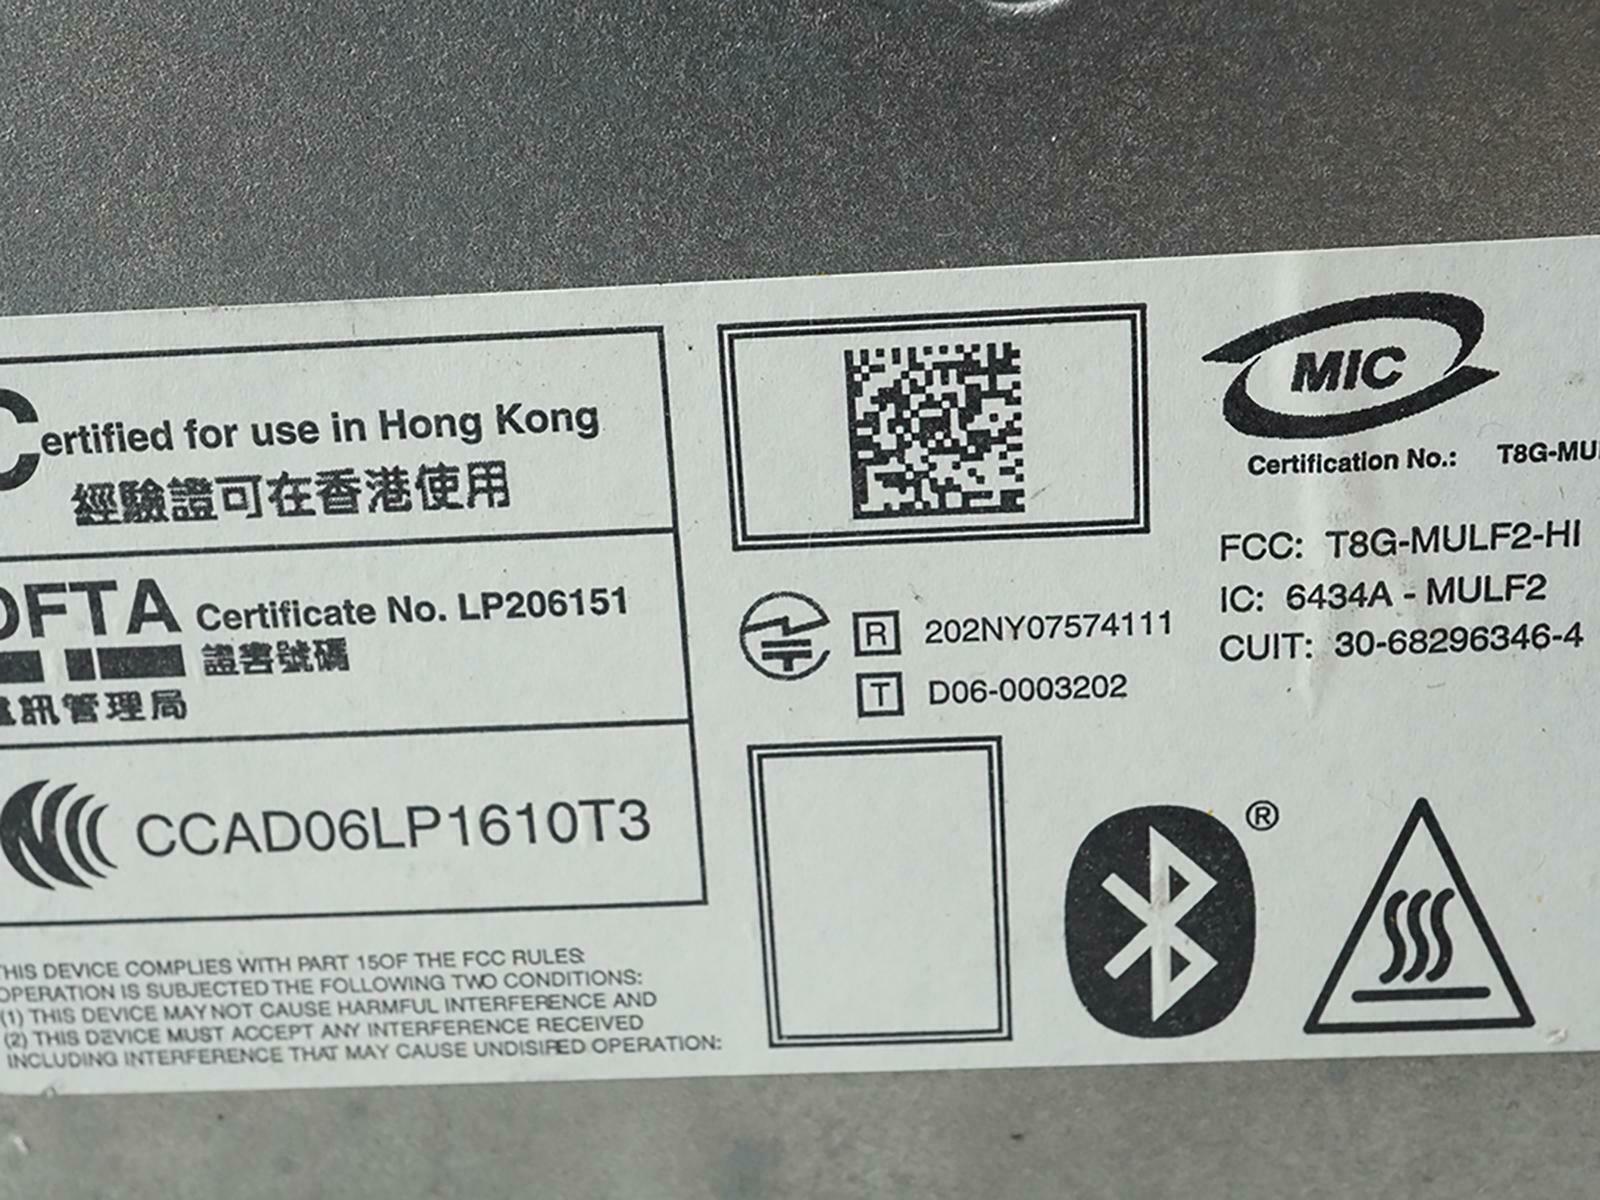 Certified for use in Hong Kong
經驗證可在香港使用
OFTA Certificate No. LP206151
證書號碼
訊管理局
CCAD06LP1610T3
THIS DEVICE COMPLIES WITH PART 15OF THE FCC RULES:
OPERATION IS SUBJECTED THE FOLLOWING TWO CONDITIONS:
(1) THIS DEVICE MAY NOT CAUSE HARMFUL INTERFERENCE AND
(2) THIS DEVICE MUST ACCEPT ANY INTERFERENCE RECEIVED
INCLUDING INTERFERENCE THAT MAY CAUSE UNDISIRED OPERATION:
R 202NY07574111
T D06-0003202
MIC
Certification No.: T8G-MU
FCC: T8G-MULF2-HI
IC: 6434A - MULF2
CUIT: 30-68296346-4
®